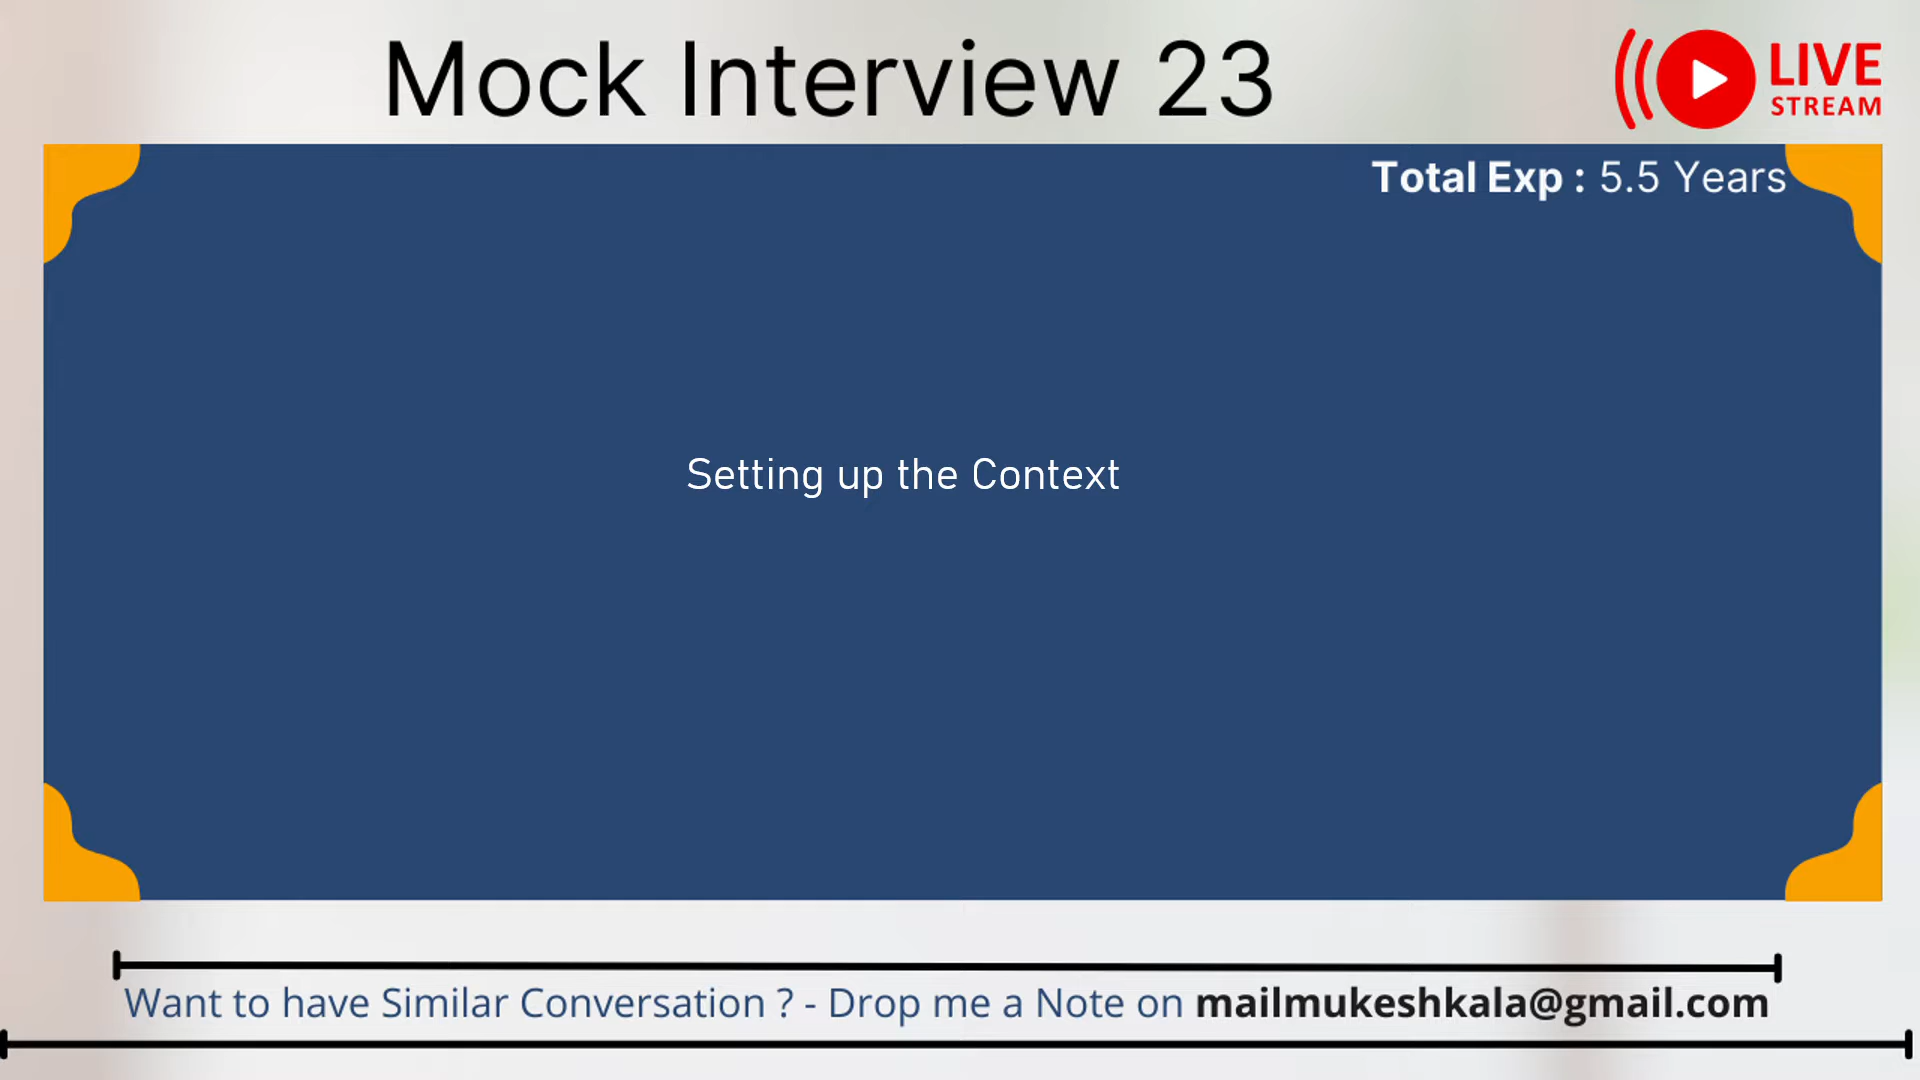 Mock Interview 23
LIVE
STREAM
Total Exp : 5.5 Years
Setting up the Context
Want to have Similar Conversation ? - Drop me a Note on mailmukeshkala@gmail.com